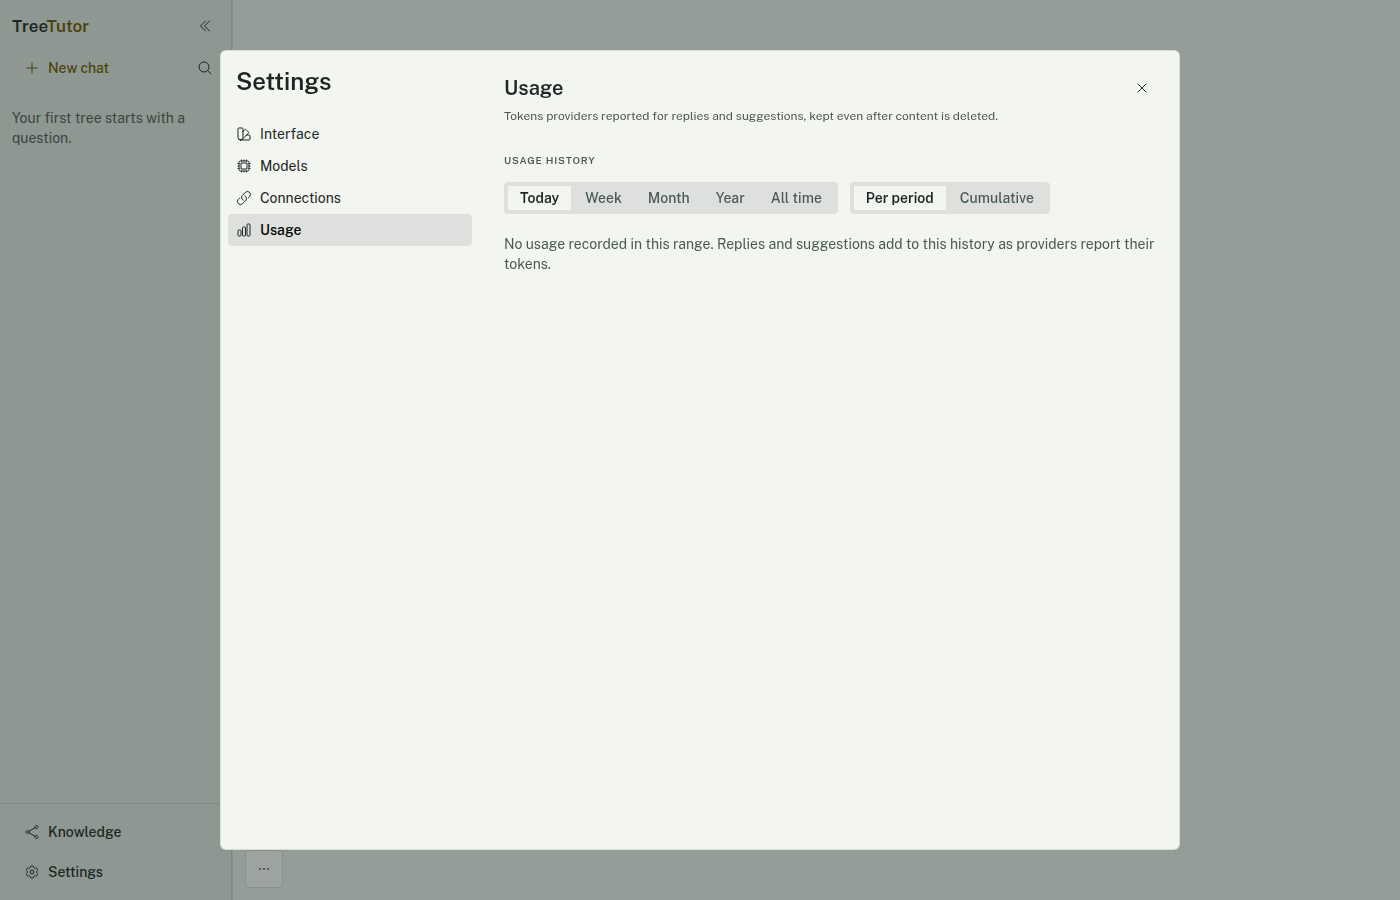 TreeTutor
New chat
Your first tree starts with a
question.
Knowledge
Settings
Settings
Interface
Models
Connections
Usage
Usage
Tokens providers reported for replies and suggestions, kept even after content is deleted.
USAGE HISTORY
Today Week Month Year All time Per period Cumulative
No usage recorded in this range. Replies and suggestions add to this history as providers report their
tokens.